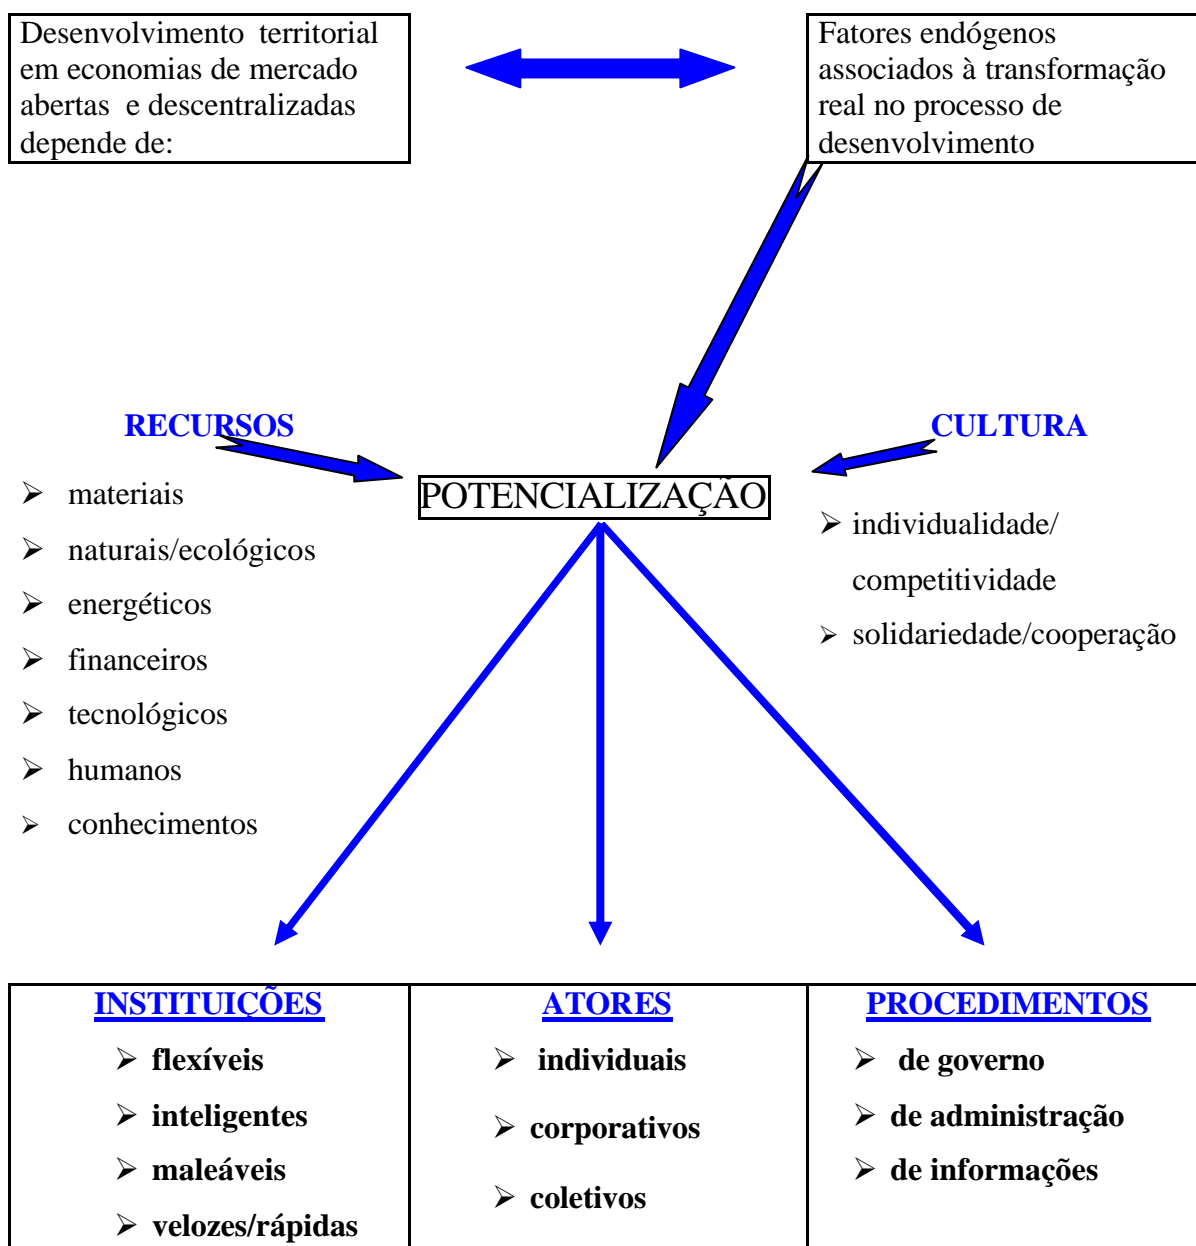 Desenvolvimento territorial
em economias de mercado
abertas e descentralizadas
depende de:
Fatores endógenos
associados à transformação
real no processo de
desenvolvimento
RECURSOS
➢ materiais
➢ naturais/ecológicos
➢ energéticos
➢ financeiros
➢ tecnológicos
➢ humanos
➢ conhecimentos
POTENCIALIZAÇÃO
CULTURA
➢ individualidade/
competitividade
➢ solidariedade/cooperação
INSTITUIÇÕES
➢ flexíveis
➢ inteligentes
➢ maleáveis
➢ velozes/rápidas
ATORES
➢ individuais
➢ corporativos
➢ coletivos
PROCEDIMENTOS
➢ de governo
➢ de administração
➢ de informações